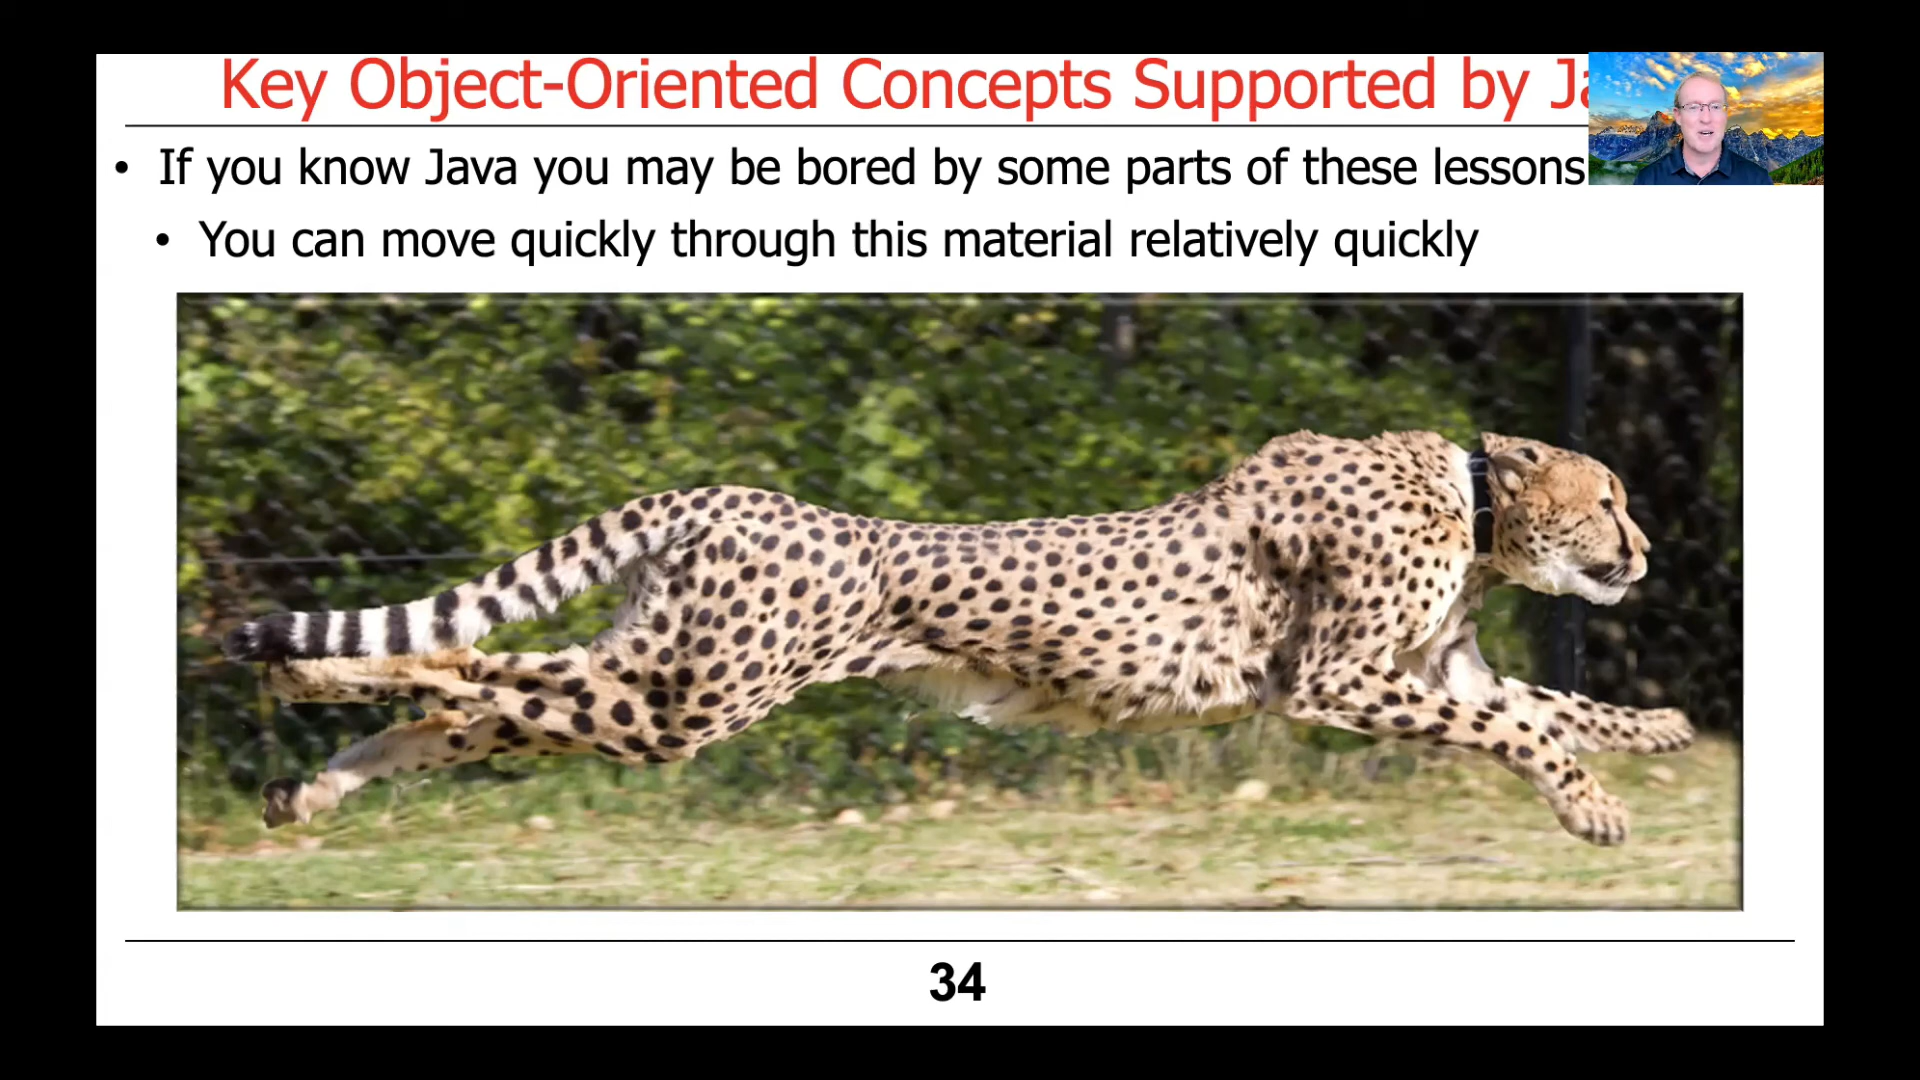 Key Object-Oriented Concepts Supported by
• If you know Java you may be bored by some parts of these lessons
• You can move quickly through this material relatively quickly
34